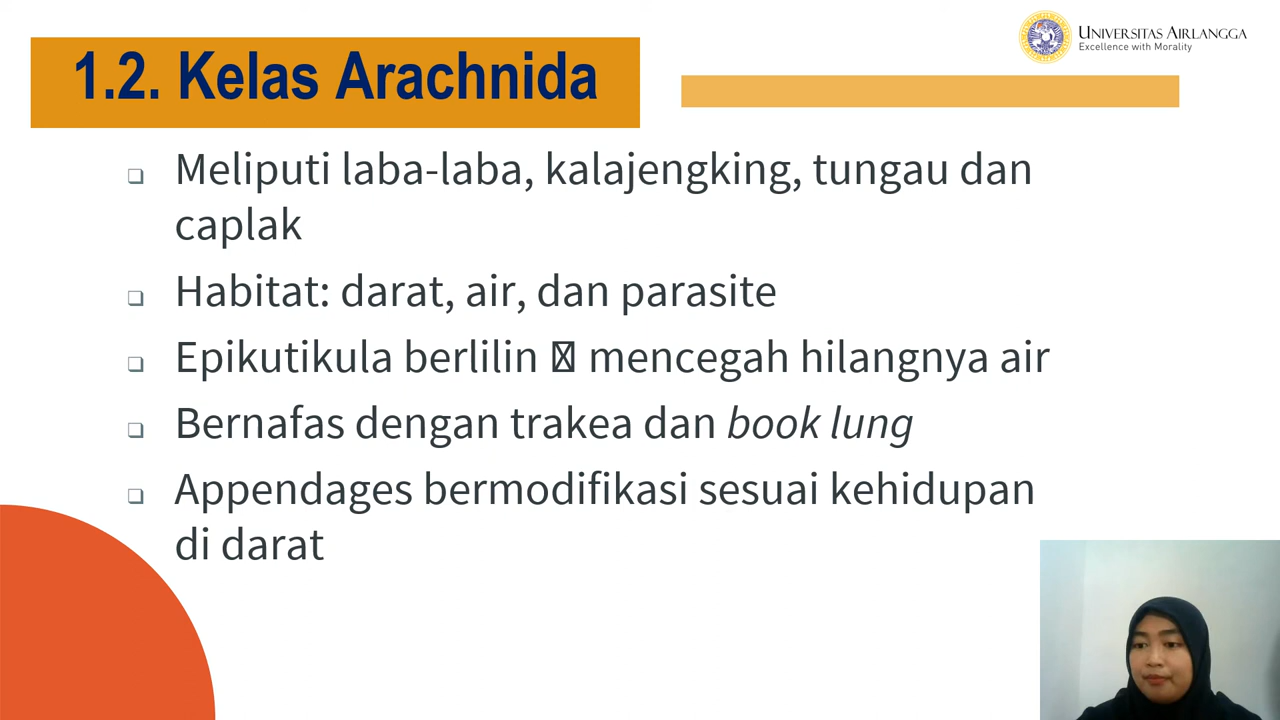 UNIVERSITAS AIRLANGGA
Excellence with Morality
1.2. Kelas Arachnida
❑ Meliputi laba-laba, kalajengking, tungau dan
caplak
❑ Habitat: darat, air, dan parasite
❑ Epikutikula berlilin  mencegah hilangnya air
❑ Bernafas dengan trakea dan book lung
❑ Appendages bermodifikasi sesuai kehidupan
di darat